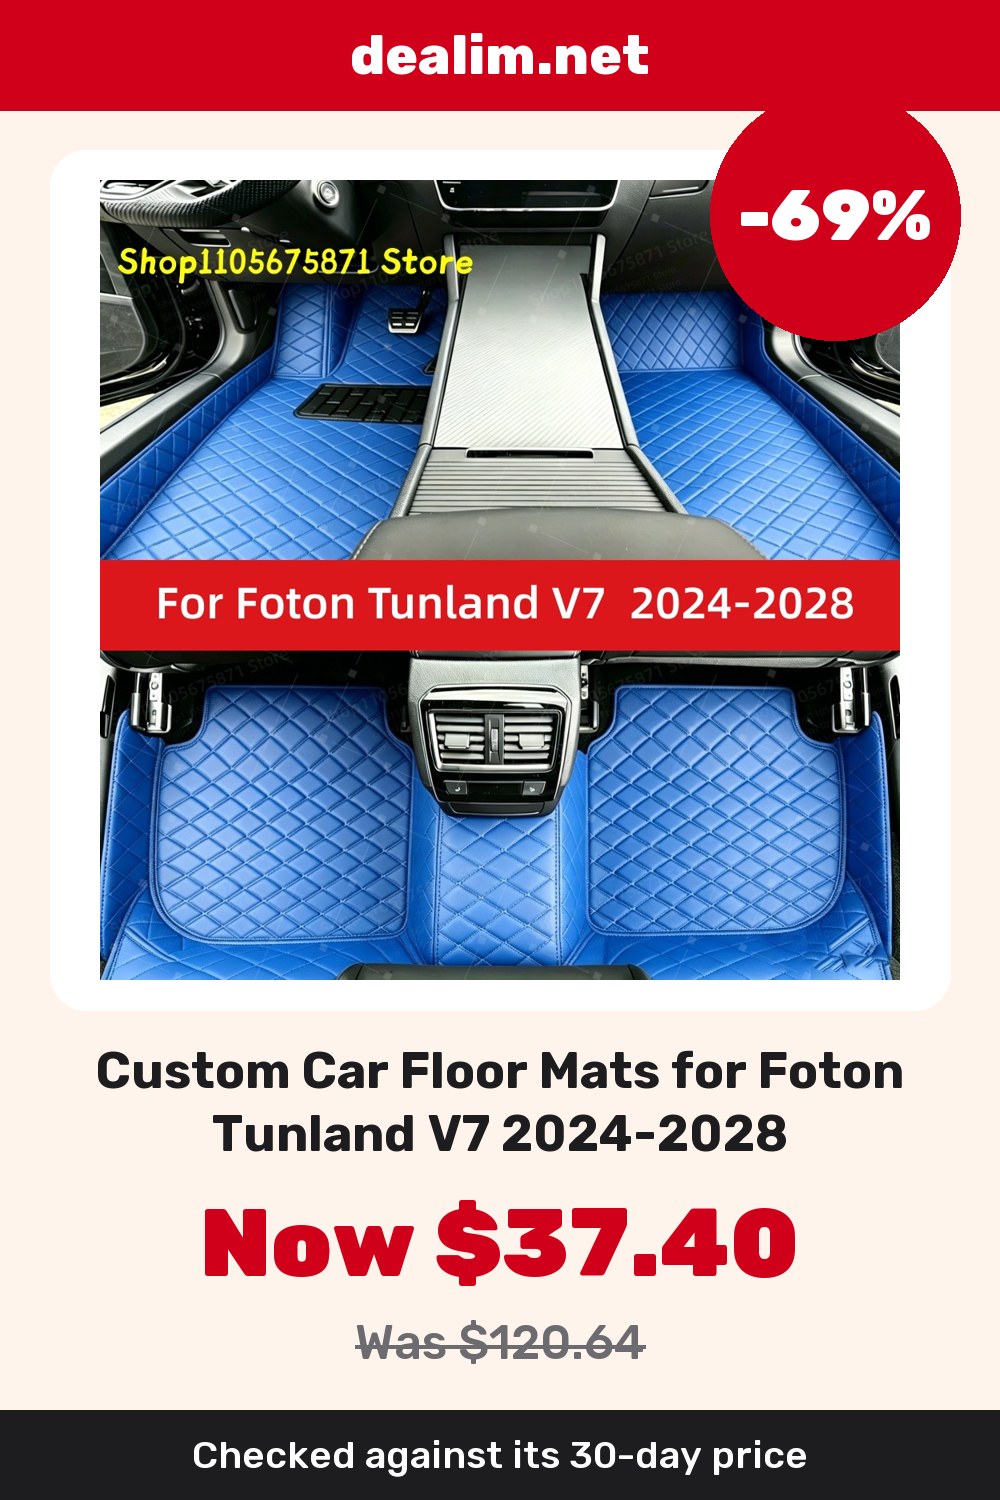 dealim.net
-69%
Shop1105675871 Store
For Foton Tunland V7 2024-2028
Custom Car Floor Mats for Foton
Tunland V7 2024-2028
Now $37.40
Was $120.64
Checked against its 30-day price